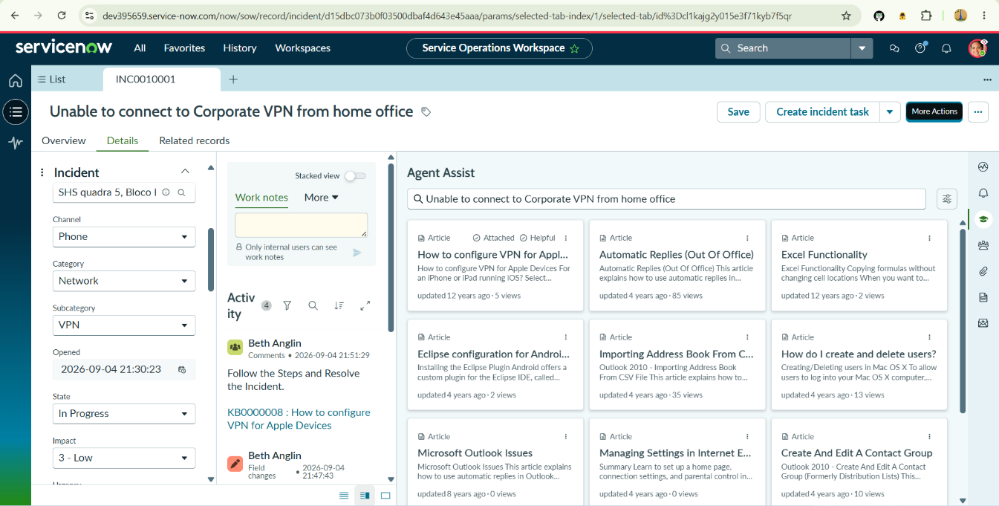 dev395659.service-now.com/now/sow/record/incident/d15dbc073b0f03500dbaf4d643e45aaa/params/selected-tab-index/1/selected-tab/id%3Dcl1kajg2y015e3f71kyb7f5qr
servicenow
All Favorites History Workspaces
Service Operations Workspace
Search
List
INC0010001
Unable to connect to Corporate VPN from home office
Save
Create incident task
More Actions
Overview Details Related records
Incident
SHS quadra 5, Bloco
Channel
Phone
Category
Network
Subcategory
VPN
Opened
2026-09-04 21:30:23
State
In Progress
Impact
3 - Low
Stacked view
Work notes More
Only internal users can see
work notes
Activ
ity
4
Beth Anglin
Comments • 2026-09-04 21:51:29
Follow the Steps and Resolve
the Incident.
KB0000008 : How to configure
VPN for Apple Devices
Beth Anglin
Field
changes
• 2026-09-04
21:47:43
Agent Assist
Unable to connect to Corporate VPN from home office
Article Attached Helpful
How to configure VPN for Appl...
How to configure VPN for Apple Devices For
an iPhone or iPad running iOS? Select...
updated 12 years ago · 5 views
Article
Automatic Replies (Out Of Office)
Automatic Replies (Out Of Office) This article
explains how to use automatic replies in...
updated 4 years ago · 85 views
Article
Excel Functionality
Excel Functionality Copying formulas without
changing cell locations When you want to...
updated 12 years ago · 2 views
Article
Eclipse configuration for Androi...
Installing the Eclipse Plugin Android offers a
custom plugin for the Eclipse IDE, called...
updated 4 years ago · 2 views
Article
Importing Address Book From C...
Outlook 2010 - Importing Address Book
From CSV File This article explains how to...
updated 4 years ago · 35 views
Article
How do I create and delete users?
Creating/Deleting users in Mac OS X To allow
users to log into your Mac OS X computer,...
updated 4 years ago · 13 views
Article
Microsoft Outlook Issues
Microsoft Outlook Issues This article explains
how to use automatic replies in Outlook...
updated 8 years ago · 0 views
Article
Managing Settings in Internet E...
Summary Learn to set up a home page,
connection settings, and parental control in...
updated 4 years ago · 0 views
Article
Create And Edit A Contact Group
Outlook 2010 - Create And Edit A Contact
Group (Formerly Distribution Lists) This...
updated 4 years ago · 10 views